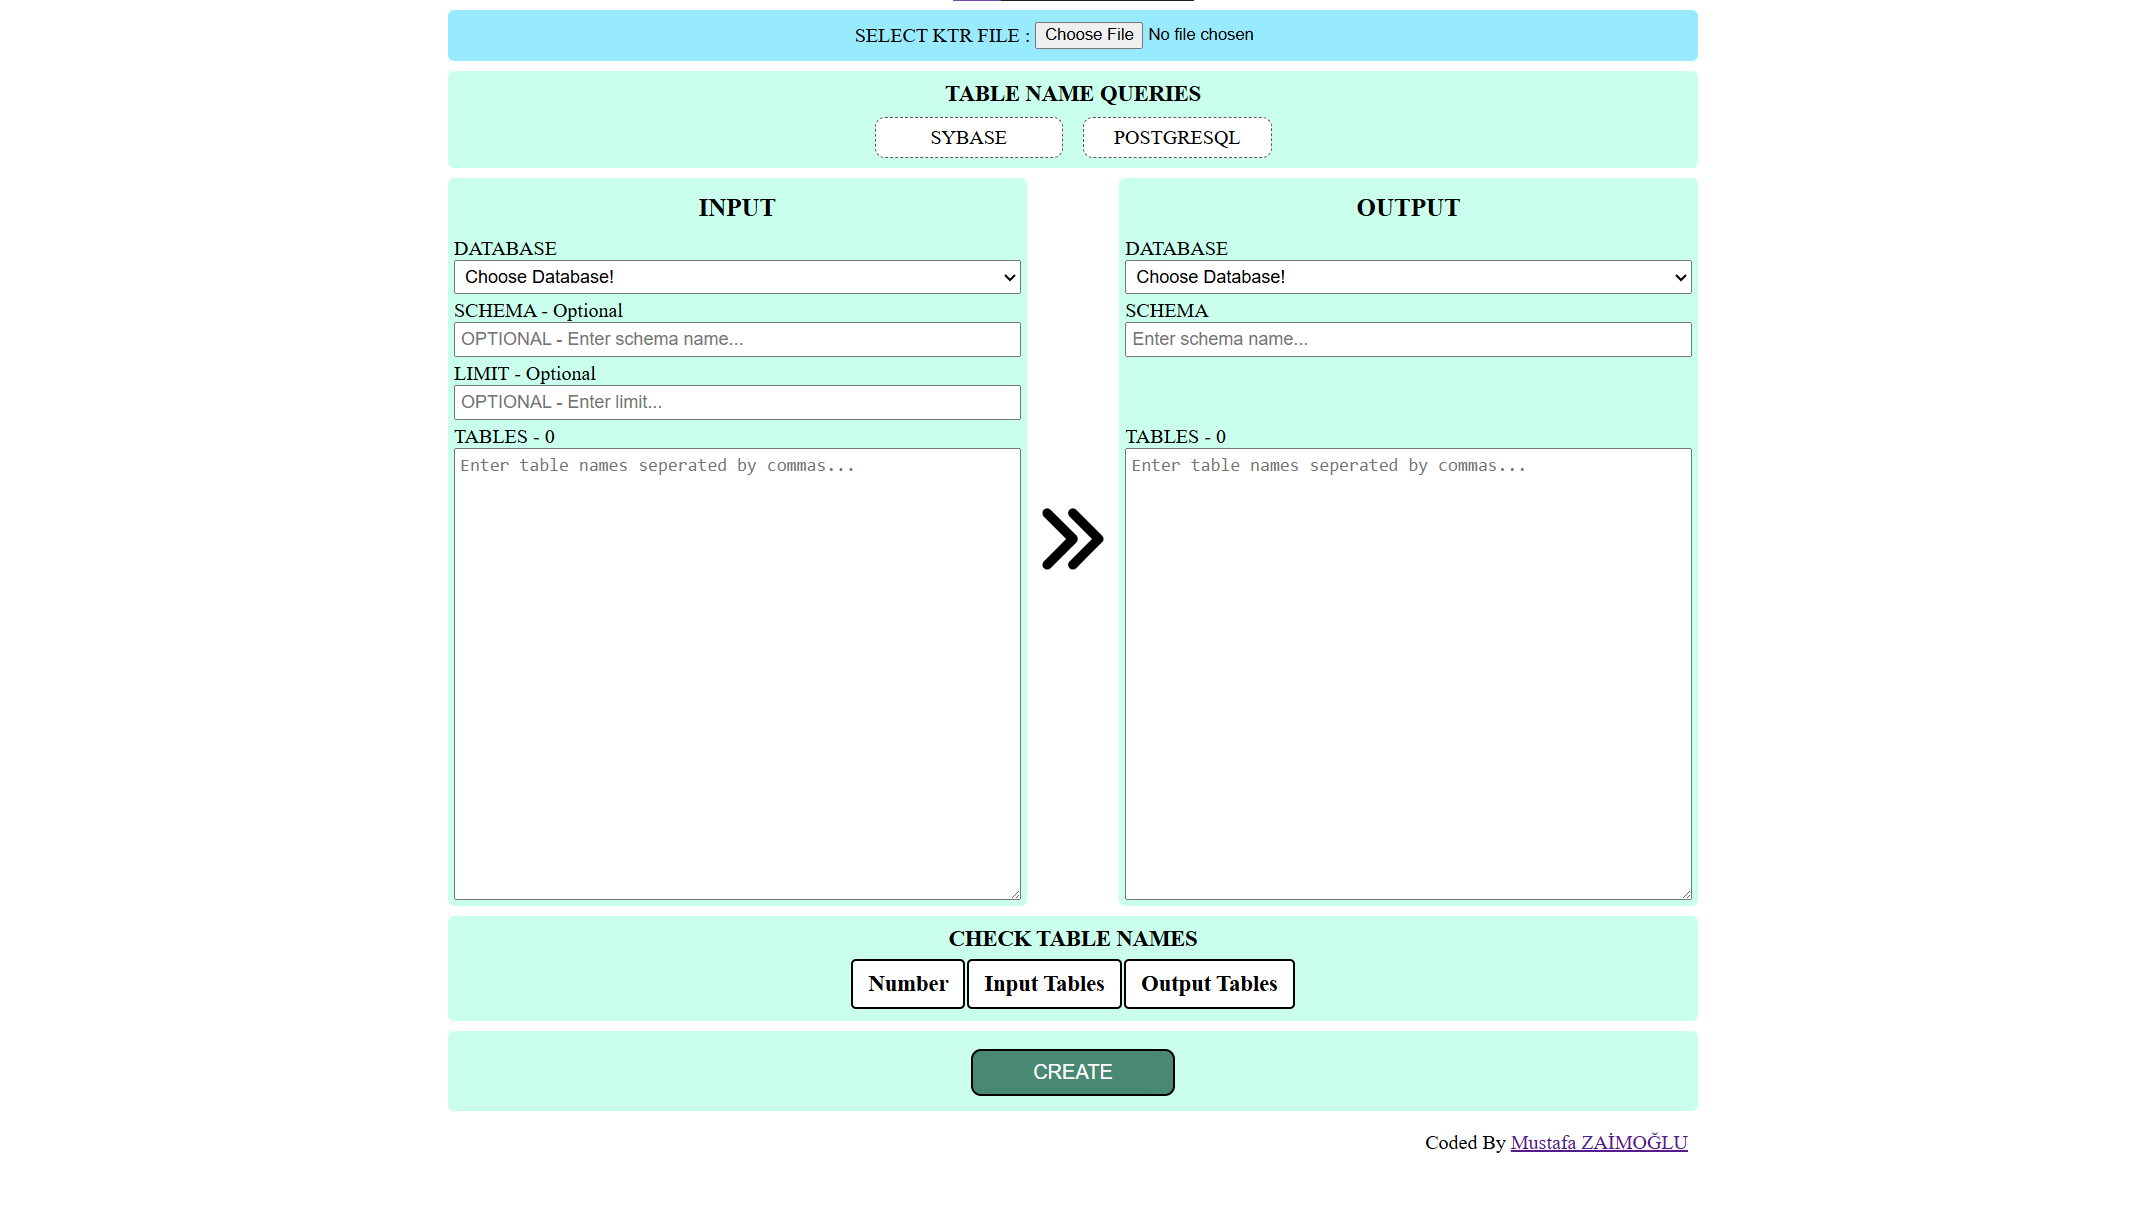 SELECT KTR FILE : Choose File No file chosen
TABLE NAME QUERIES
SYBASE POSTGRESQL
INPUT
DATABASE
Choose Database!
SCHEMA - Optional
OPTIONAL - Enter schema name...
LIMIT - Optional
OPTIONAL - Enter limit...
TABLES - 0
Enter table names seperated by commas...
OUTPUT
DATABASE
Choose Database!
SCHEMA
Enter schema name...
TABLES - 0
Enter table names seperated by commas...
CHECK TABLE NAMES
Number Input Tables Output Tables
CREATE
Coded By Mustafa ZAİMOĞLU